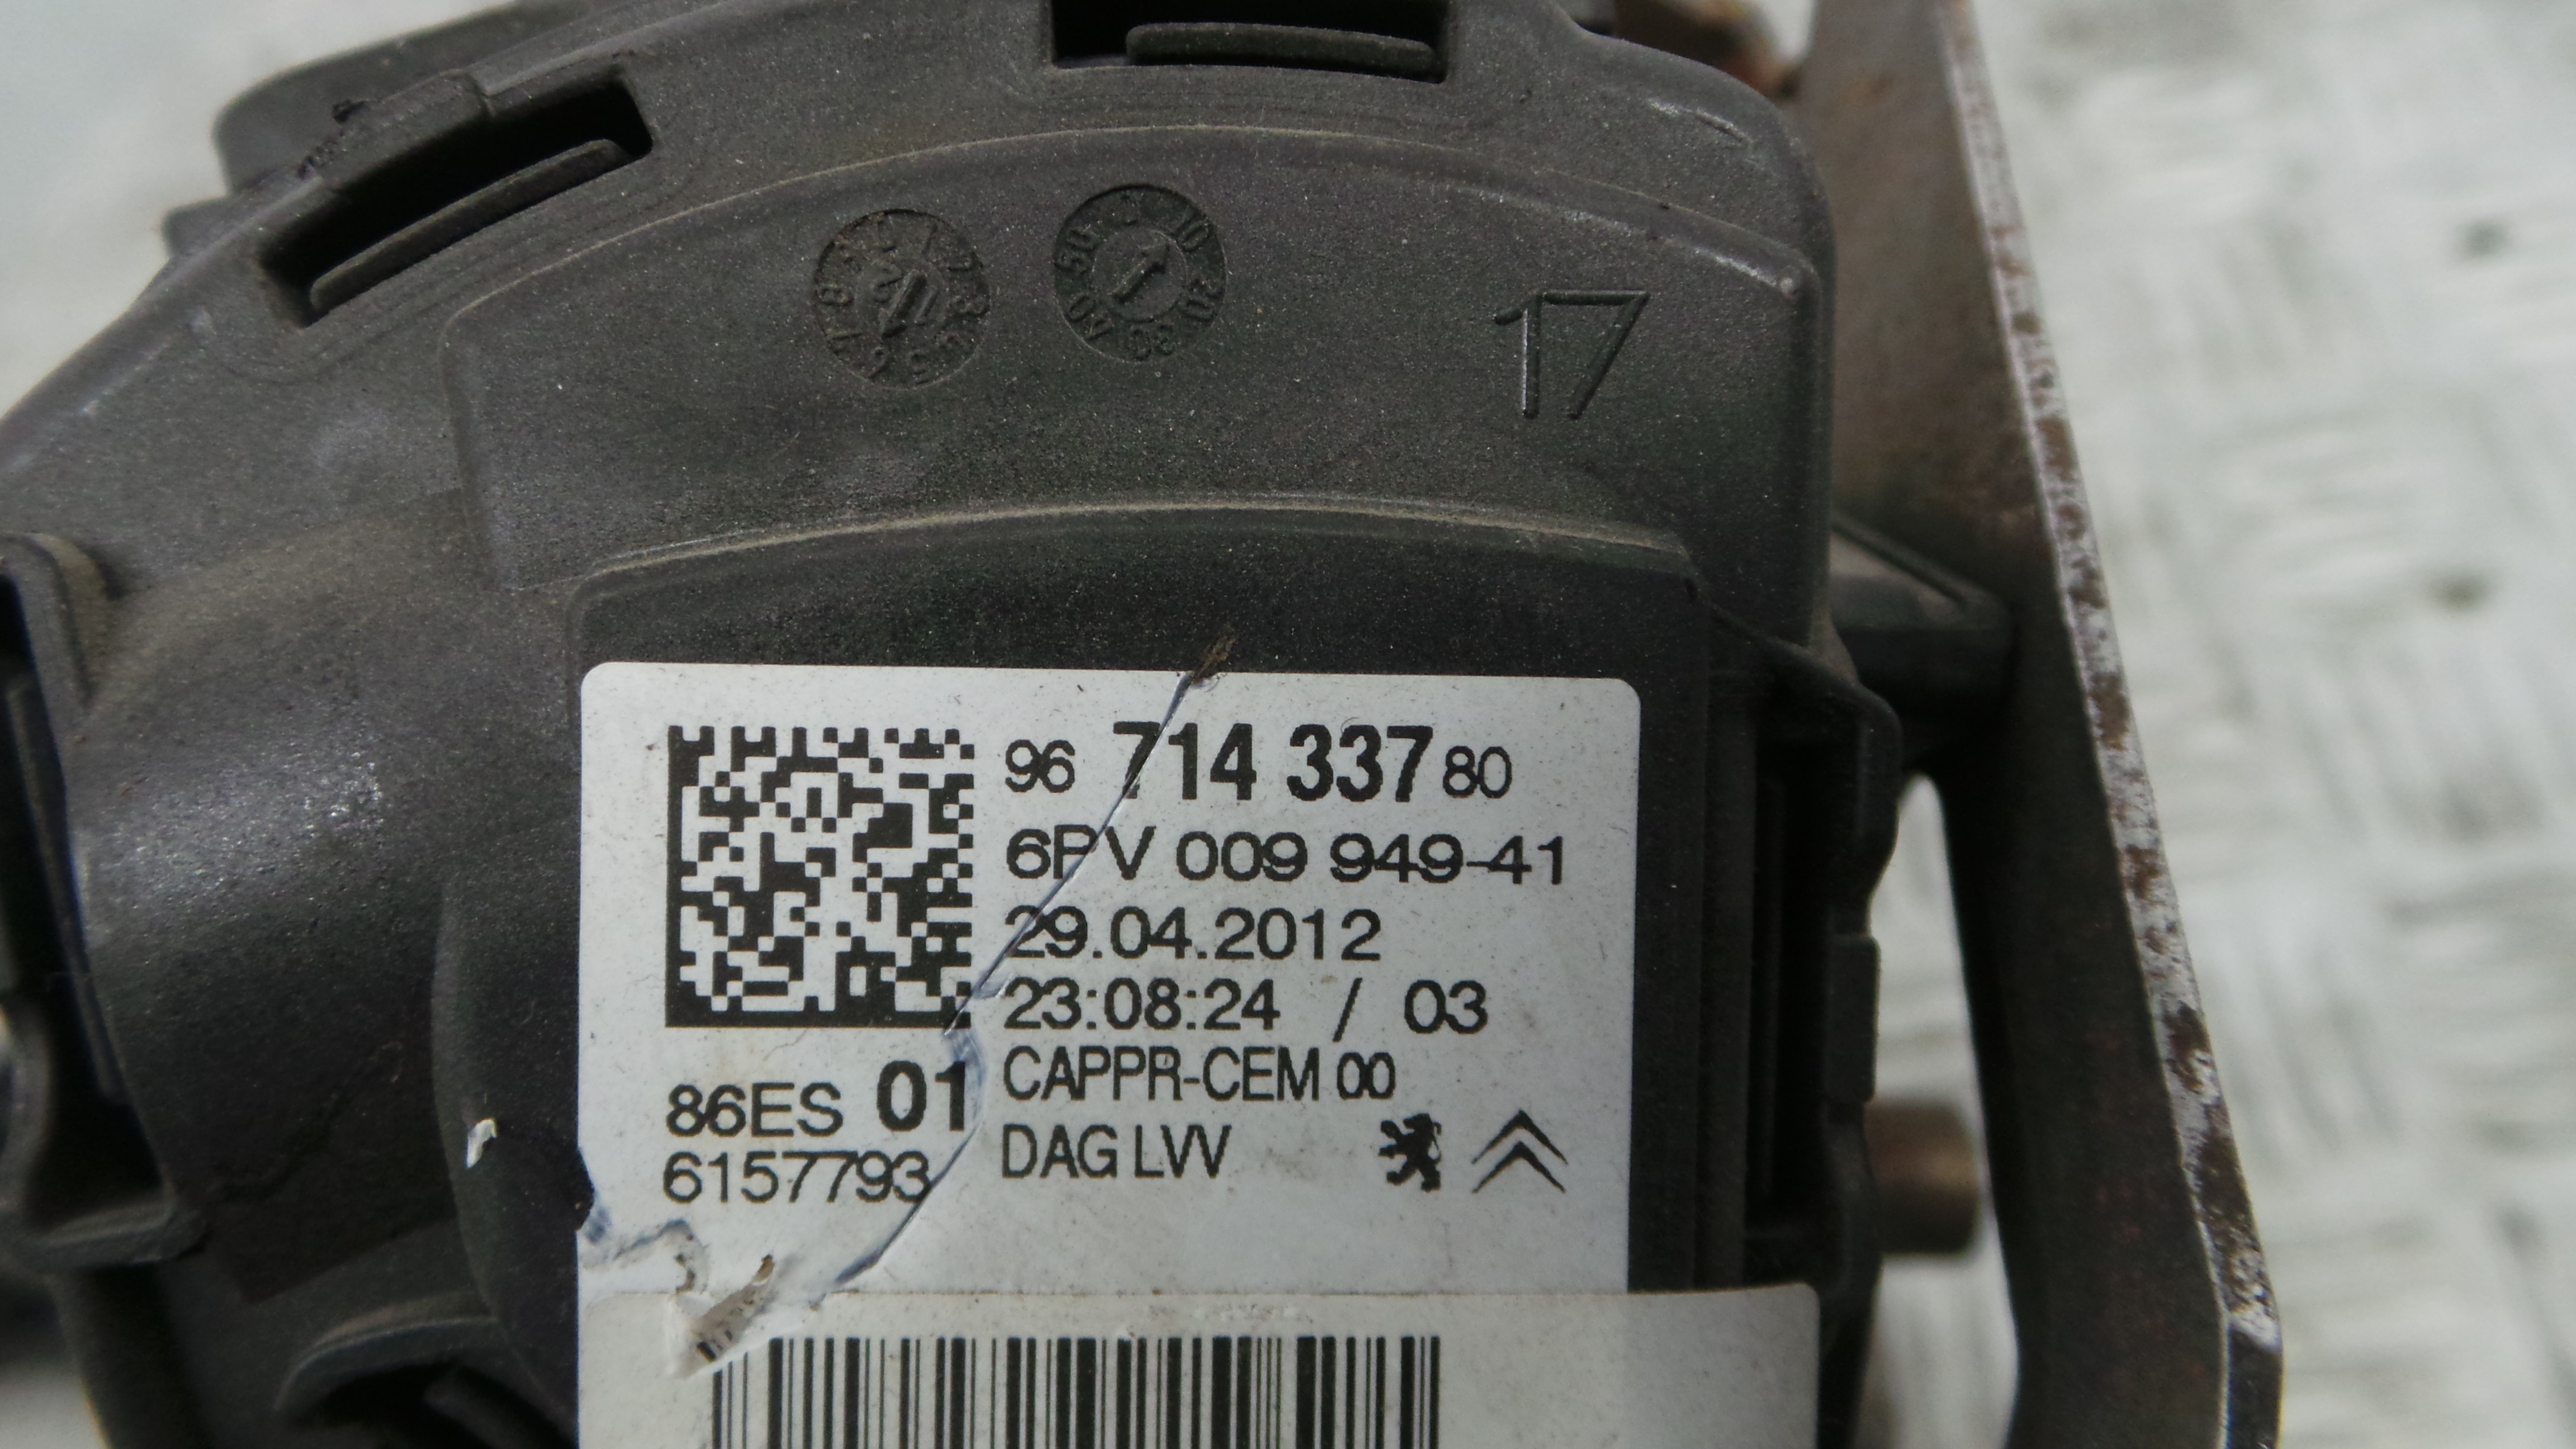 17
96 714 337 80
6PV 009 949-41
29.04.2012
23:08:24 / 03
CAPPR-CEM 00
DAG LVV
86ES 01
6157793